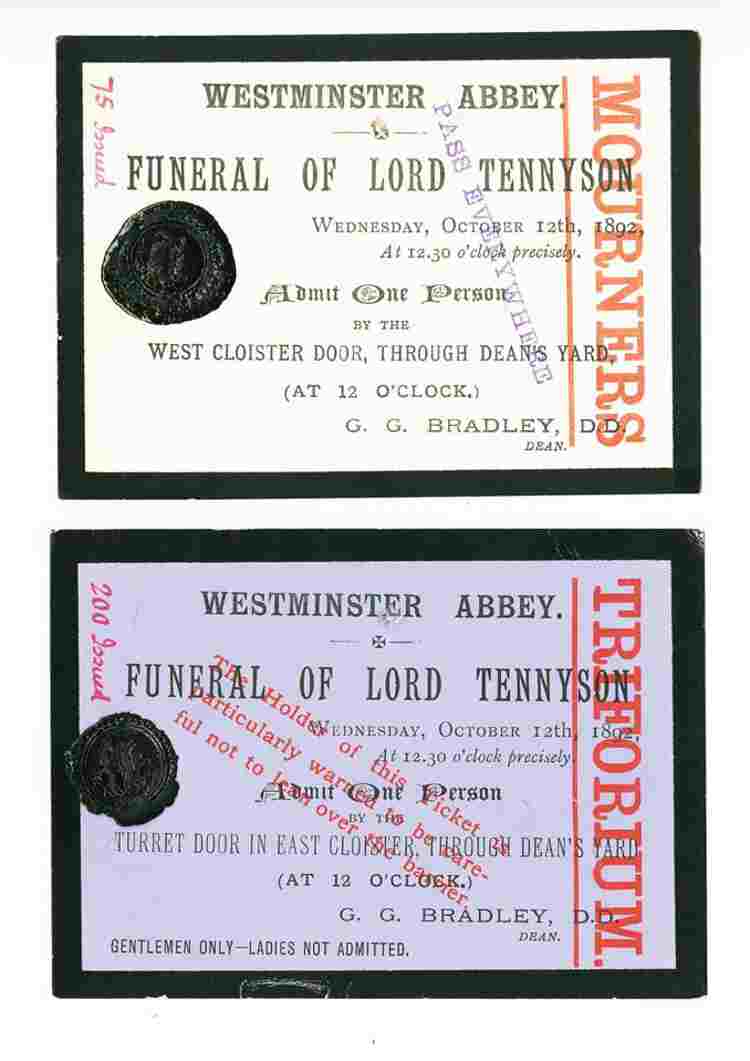 75 Issued
WESTMINSTER ABBEY.
FUNERAL OF LORD TENNYSON
WEDNESDAY, OCTOBER 12th, 1892,
At 12.30 o'clock precisely.
Admit One Person
BY THE
WEST CLOISTER DOOR, THROUGH DEAN'S YARD,
(AT 12 O'CLOCK.)
G. G. BRADLEY, D.D.
DEAN.
PASS EVERYWHERE
MOURNERS
200 Issued
WESTMINSTER ABBEY.
FUNERAL OF LORD TENNYSON
WEDNESDAY, OCTOBER 12th, 1892,
At 12.30 o'clock precisely.
Admit One Person
BY THE
TURRET DOOR IN EAST CLOISTER, THROUGH DEAN'S YARD
(AT 12 O'CLOCK.)
G. G. BRADLEY, D.D.
DEAN.
GENTLEMEN ONLY—LADIES NOT ADMITTED.
The Holder of this Ticket is
particularly warned to be care-
ful not to lean over the barrier.
TRIFORIUM.